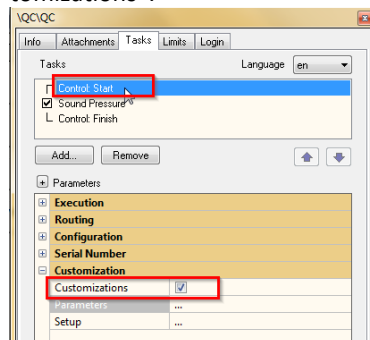 tomizations".
\QC\QC
Info Attachments Tasks Limits Login
Tasks Language en
Control: Start
Sound Pressure
Control: Finish
Add... Remove
Parameters
Execution
Routing
Configuration
Serial Number
Customization
Customizations
Parameters ...
Setup ...